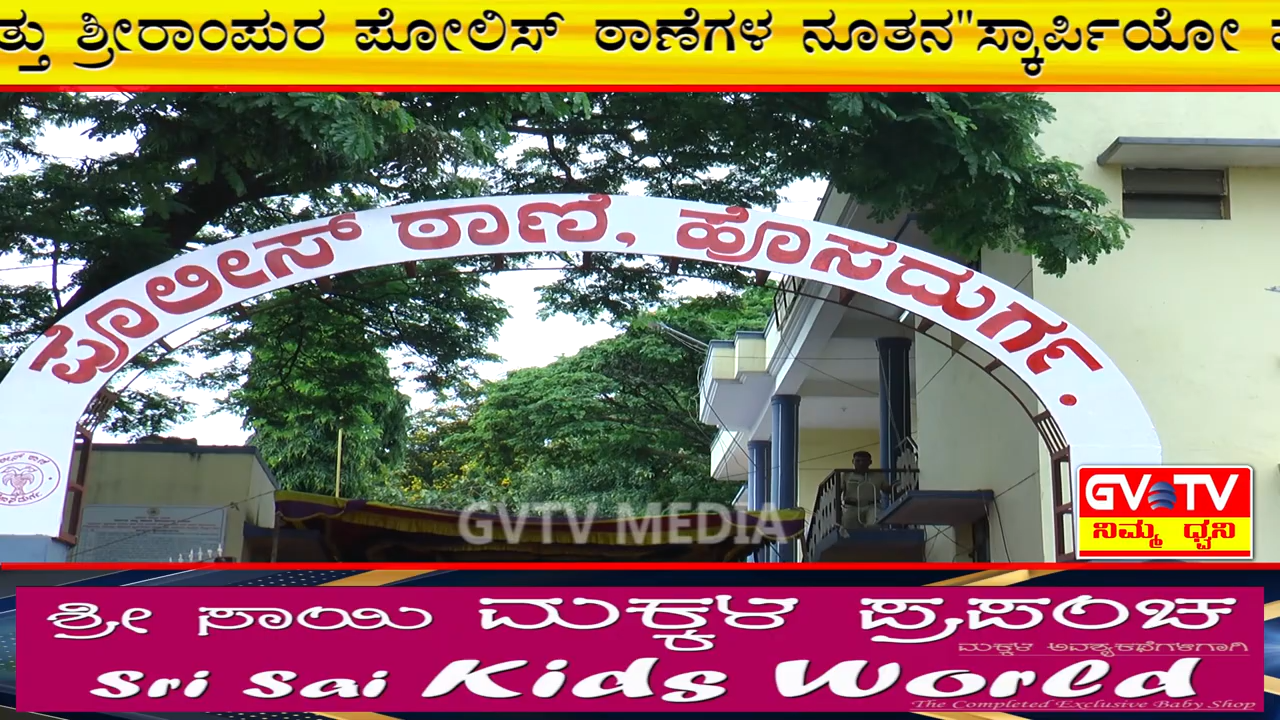 ತ್ತು ಶ್ರೀರಾಂಪುರ ಪೋಲಿಸ್ ಠಾಣೆಗಳ ನೂತನ"ಸ್ಕಾರ್ಪಿಯೋ
ಪೊಲೀಸ್ ಠಾಣೆ, ಹೊಸದುರ್ಗ.
GVTV MEDIA
GVTV
ನಿಮ್ಮ ಧ್ವನಿ
ಶ್ರೀ ಸಾಯಿ ಮಕ್ಕಳ ಪ್ರಪಂಚ
ಮಕ್ಕಳ ಅವಶ್ಯಕಥೆಗಳಿಗಾಗಿ
Sri Sai Kids World
The Completed Exclusive Baby Shop